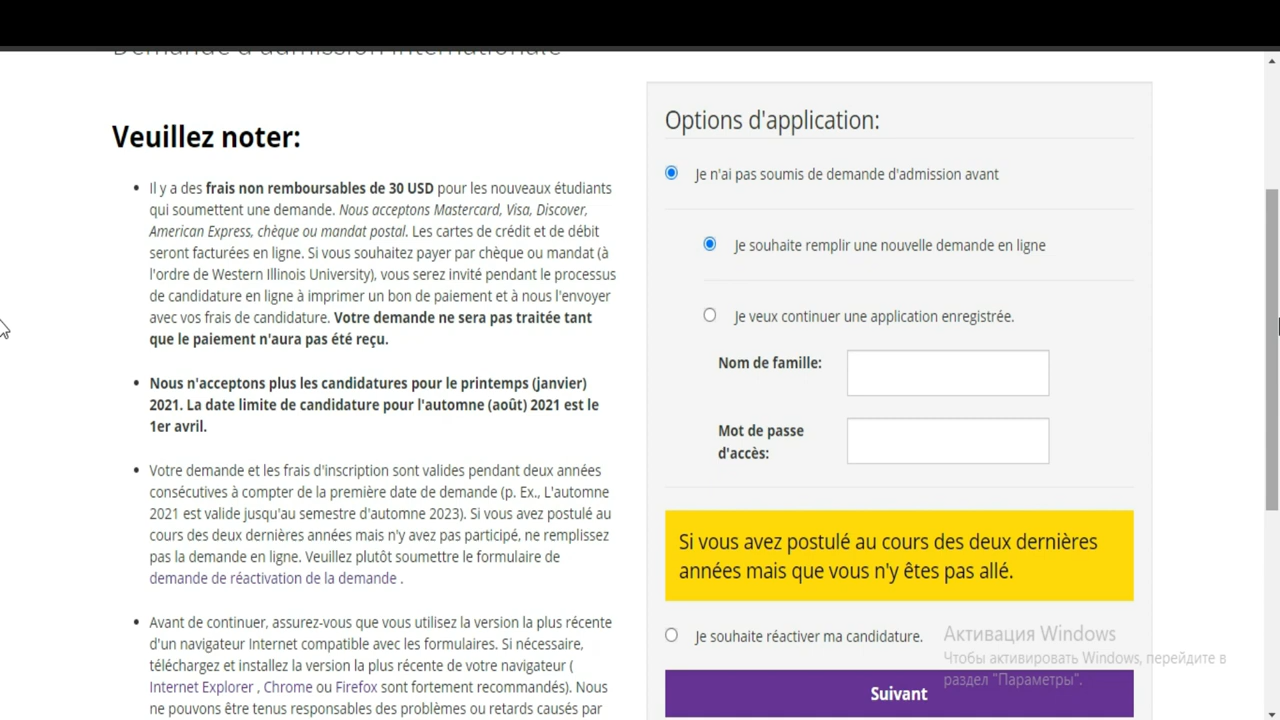 Demande d'admission internationale
Veuillez noter:
Il y a des frais non remboursables de 30 USD pour les nouveaux étudiants
qui soumettent une demande. Nous acceptons Mastercard, Visa, Discover,
American Express, chèque ou mandat postal. Les cartes de crédit et de débit
seront facturées en ligne. Si vous souhaitez payer par chèque ou mandat (à
l'ordre de Western Illinois University), vous serez invité pendant le processus
de candidature en ligne à imprimer un bon de paiement et à nous l'envoyer
avec vos frais de candidature. Votre demande ne sera pas traitée tant
que le paiement n'aura pas été reçu.
Nous n'acceptons plus les candidatures pour le printemps (janvier)
2021. La date limite de candidature pour l'automne (août) 2021 est le
1er avril.
Votre demande et les frais d'inscription sont valides pendant deux années
consécutives à compter de la première date de demande (p. Ex., L'automne
2021 est valide jusqu'au semestre d'automne 2023). Si vous avez postulé au
cours des deux dernières années mais n'y avez pas participé, ne remplissez
pas la demande en ligne. Veuillez plutôt soumettre le formulaire de
demande de réactivation de la demande .
Avant de continuer, assurez-vous que vous utilisez la version la plus récente
d'un navigateur Internet compatible avec les formulaires. Si nécessaire,
téléchargez et installez la version la plus récente de votre navigateur (
Internet Explorer , Chrome ou Firefox sont fortement recommandés). Nous
ne pouvons être tenus responsables des problèmes ou retards causés par
Options d'application:
Je n'ai pas soumis de demande d'admission avant
Je souhaite remplir une nouvelle demande en ligne
Je veux continuer une application enregistrée.
Nom de famille:
Mot de passe
d'accès:
Si vous avez postulé au cours des deux dernières
années mais que vous n'y êtes pas allé.
Je souhaite réactiver ma candidature.
Suivant
Активация Windows
Чтобы активировать Windows, перейдите в
раздел "Параметры".